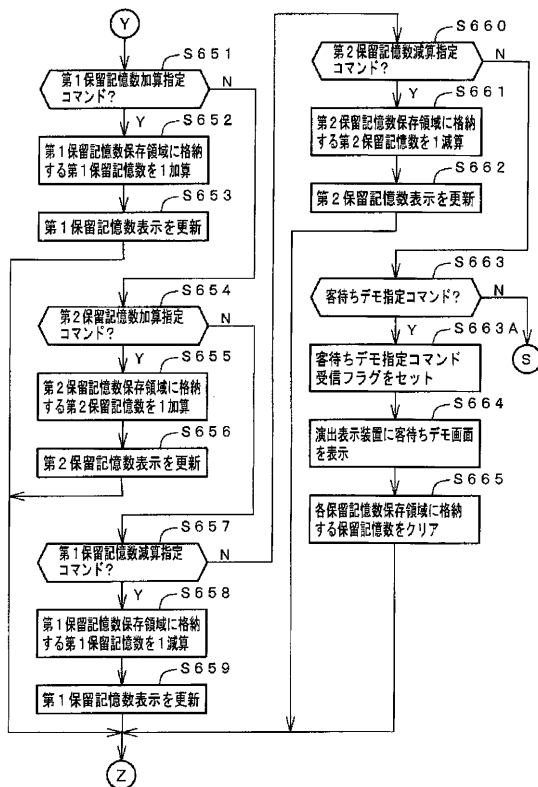 Y
S651
第1保留記憶数加算指定
コマンド?
N
Y
S652
第1保留記憶数保存領域に格納
する第1保留記憶数を1加算
S653
第1保留記憶数表示を更新
S654
第2保留記憶数加算指定
コマンド?
N
Y
S655
第2保留記憶数保存領域に格納
する第2保留記憶数を1加算
S656
第2保留記憶数表示を更新
S657
第1保留記憶数減算指定
コマンド?
N
Y
S658
第1保留記憶数保存領域に格納
する第1保留記憶数を1減算
S659
第1保留記憶数表示を更新
Z
S660
第2保留記憶数減算指定
コマンド?
N
Y
S661
第2保留記憶数保存領域に格納
する第2保留記憶数を1減算
S662
第2保留記憶数表示を更新
S663
客待ちデモ指定コマンド?
N
S
Y
S663A
客待ちデモ指定コマンド
受信フラグをセット
S664
演出表示装置に客待ちデモ画面
を表示
S665
各保留記憶数保存領域に格納
する保留記憶数をクリア